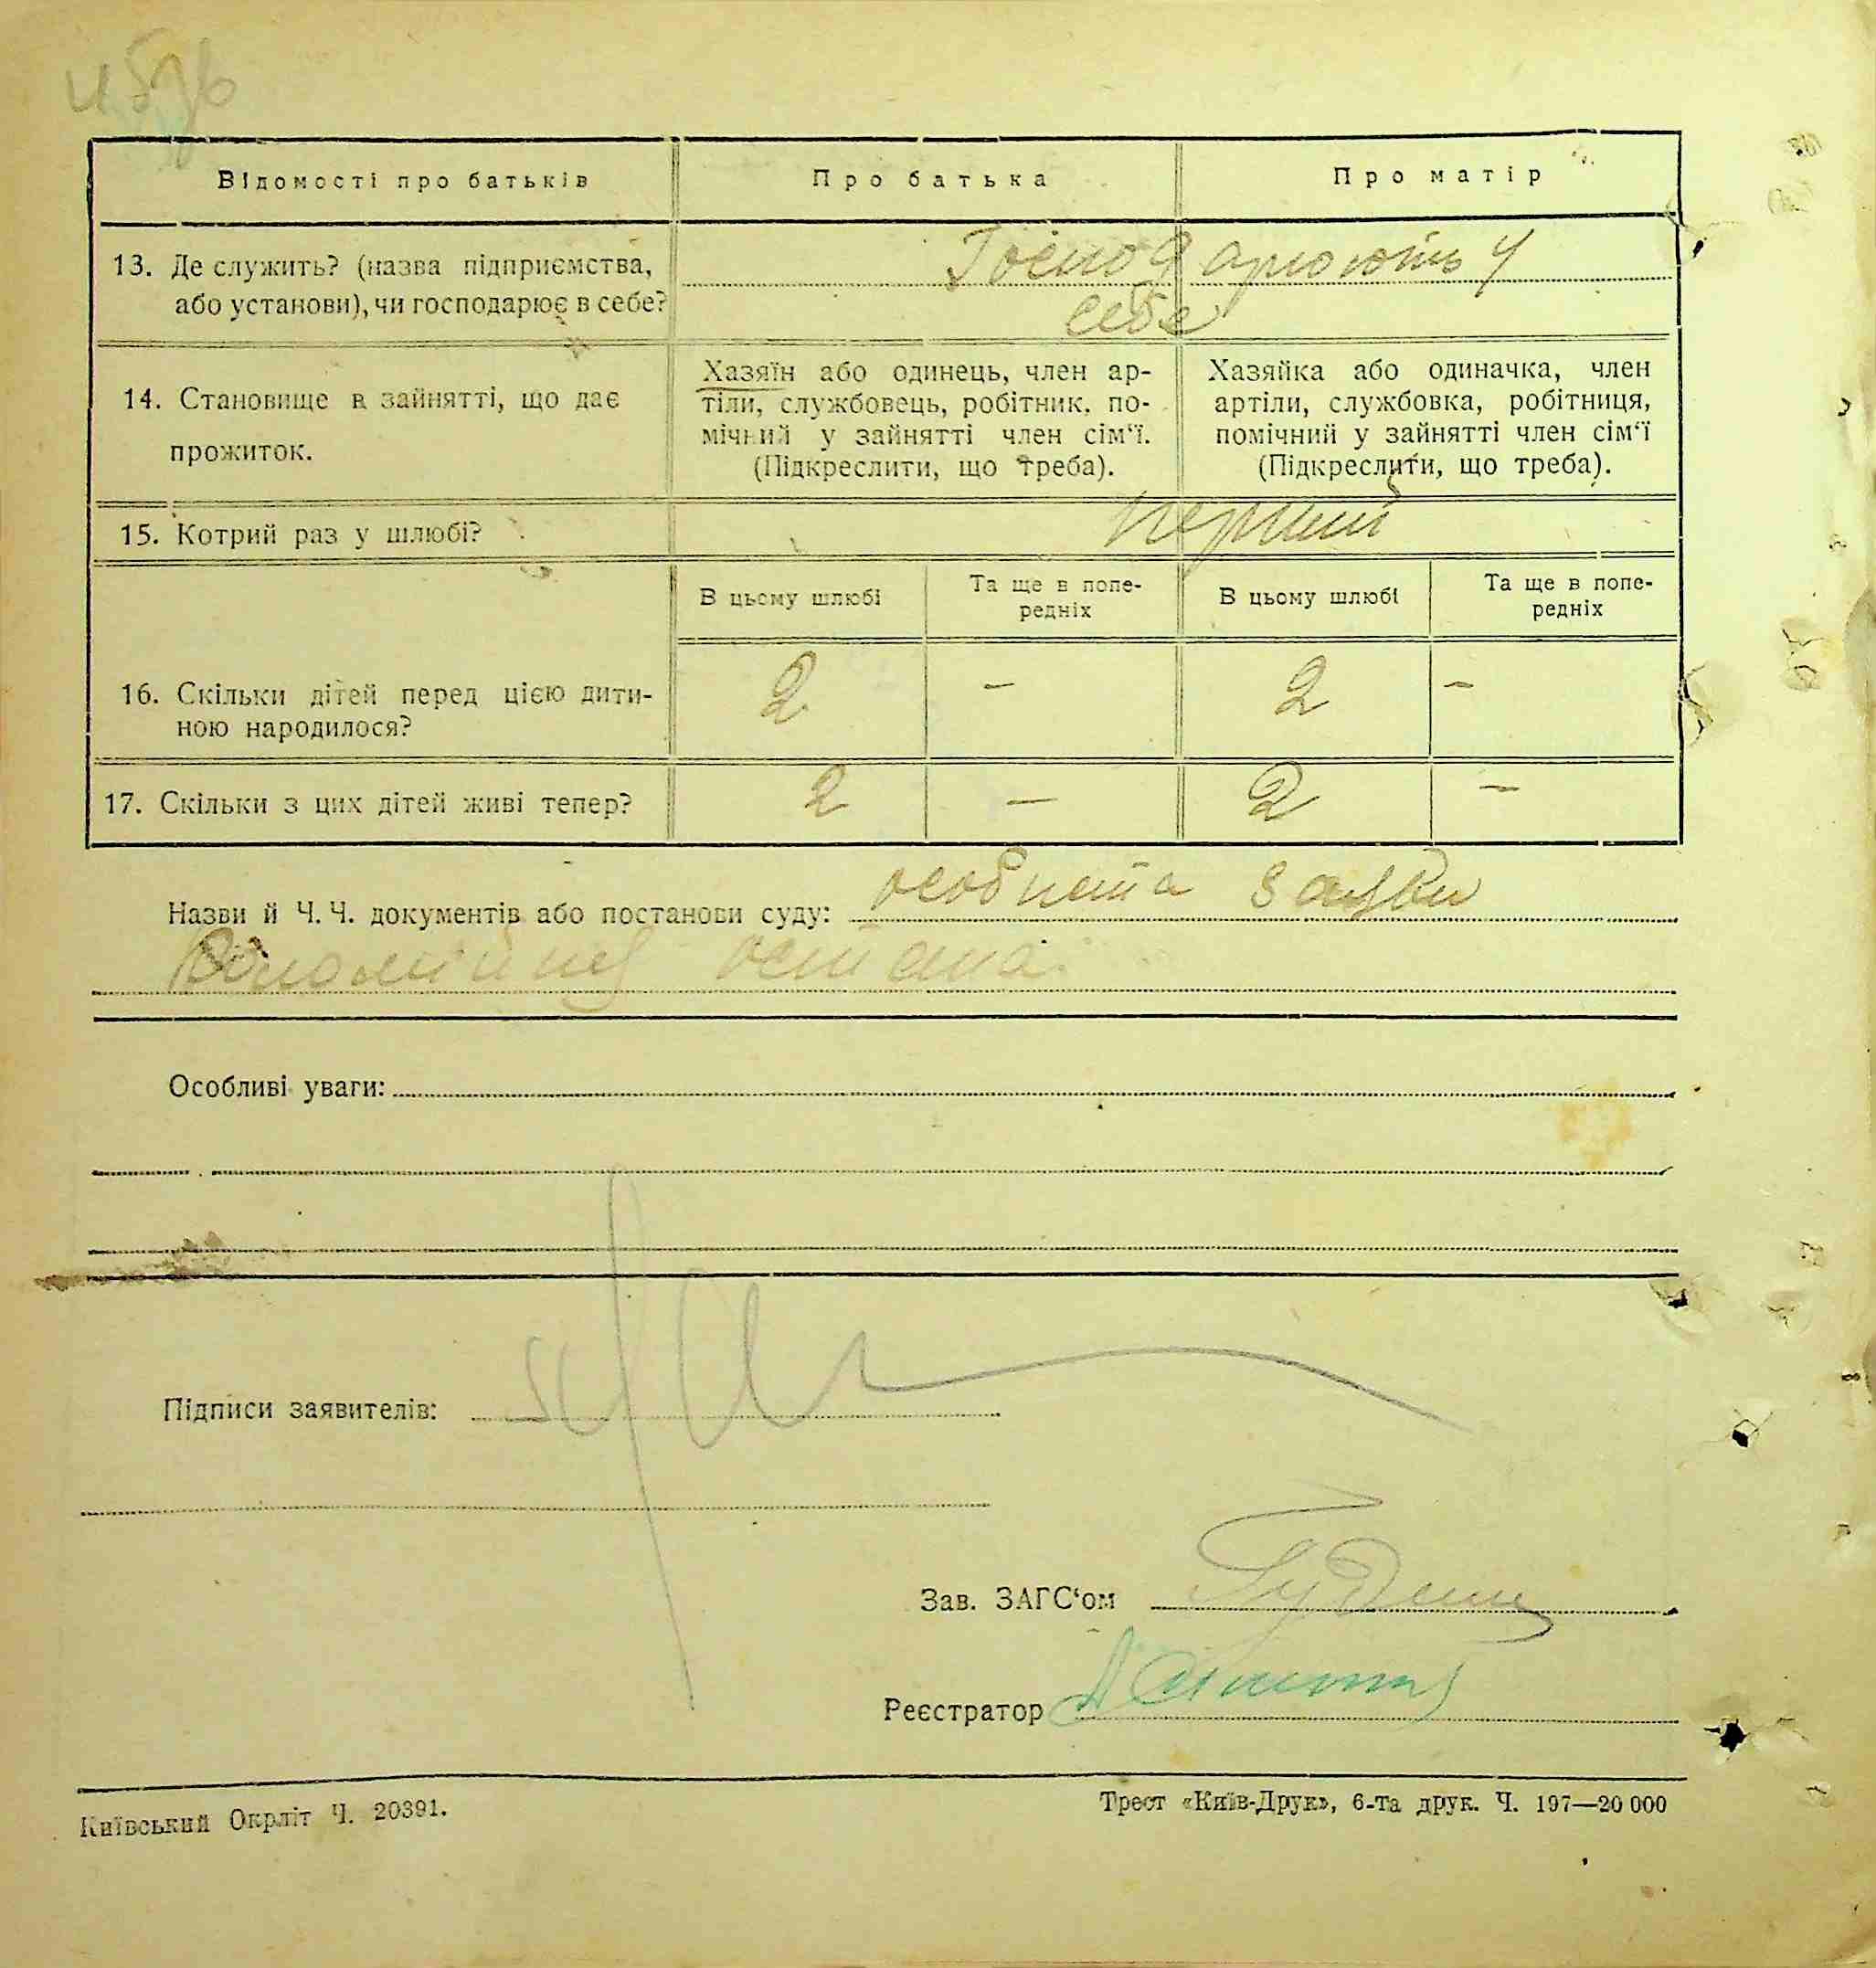 Відомості про батьків
Про батька
Про матір
13. Де служить? (назва підприємства,
або установи), чи господарює в себе?
Господарюють у
себе
14. Становище в зайнятті, що дає
прожиток.
Хазяїн або одинець, член ар-
тіли, службовець, робітник, по-
мічний у зайнятті член сім‘ї.
(Підкреслити, що треба).
Хазяйка або одиначка, член
артіли, службовка, робітниця,
помічний у зайнятті член сім‘ї
(Підкреслити, що треба).
15. Котрий раз у шлюбі?
перший
В цьому шлюбі
Та ще в попе-
редніх
В цьому шлюбі
Та ще в попе-
редніх
16. Скільки дітей перед цією дити-
ною народилося?
2 — 2 —
17. Скільки з цих дітей живі тепер?
2 — 2 —
Назви й Ч. Ч. документів або постанови суду: особиста заява
Остапа
Особливі уваги:
Підписи заявителів:
Зав. ЗАГС‘ом
Реєстратор
Київський Окрліт Ч. 20391.
Трест «Київ-Друк», 6-та друк. Ч. 197—20 000